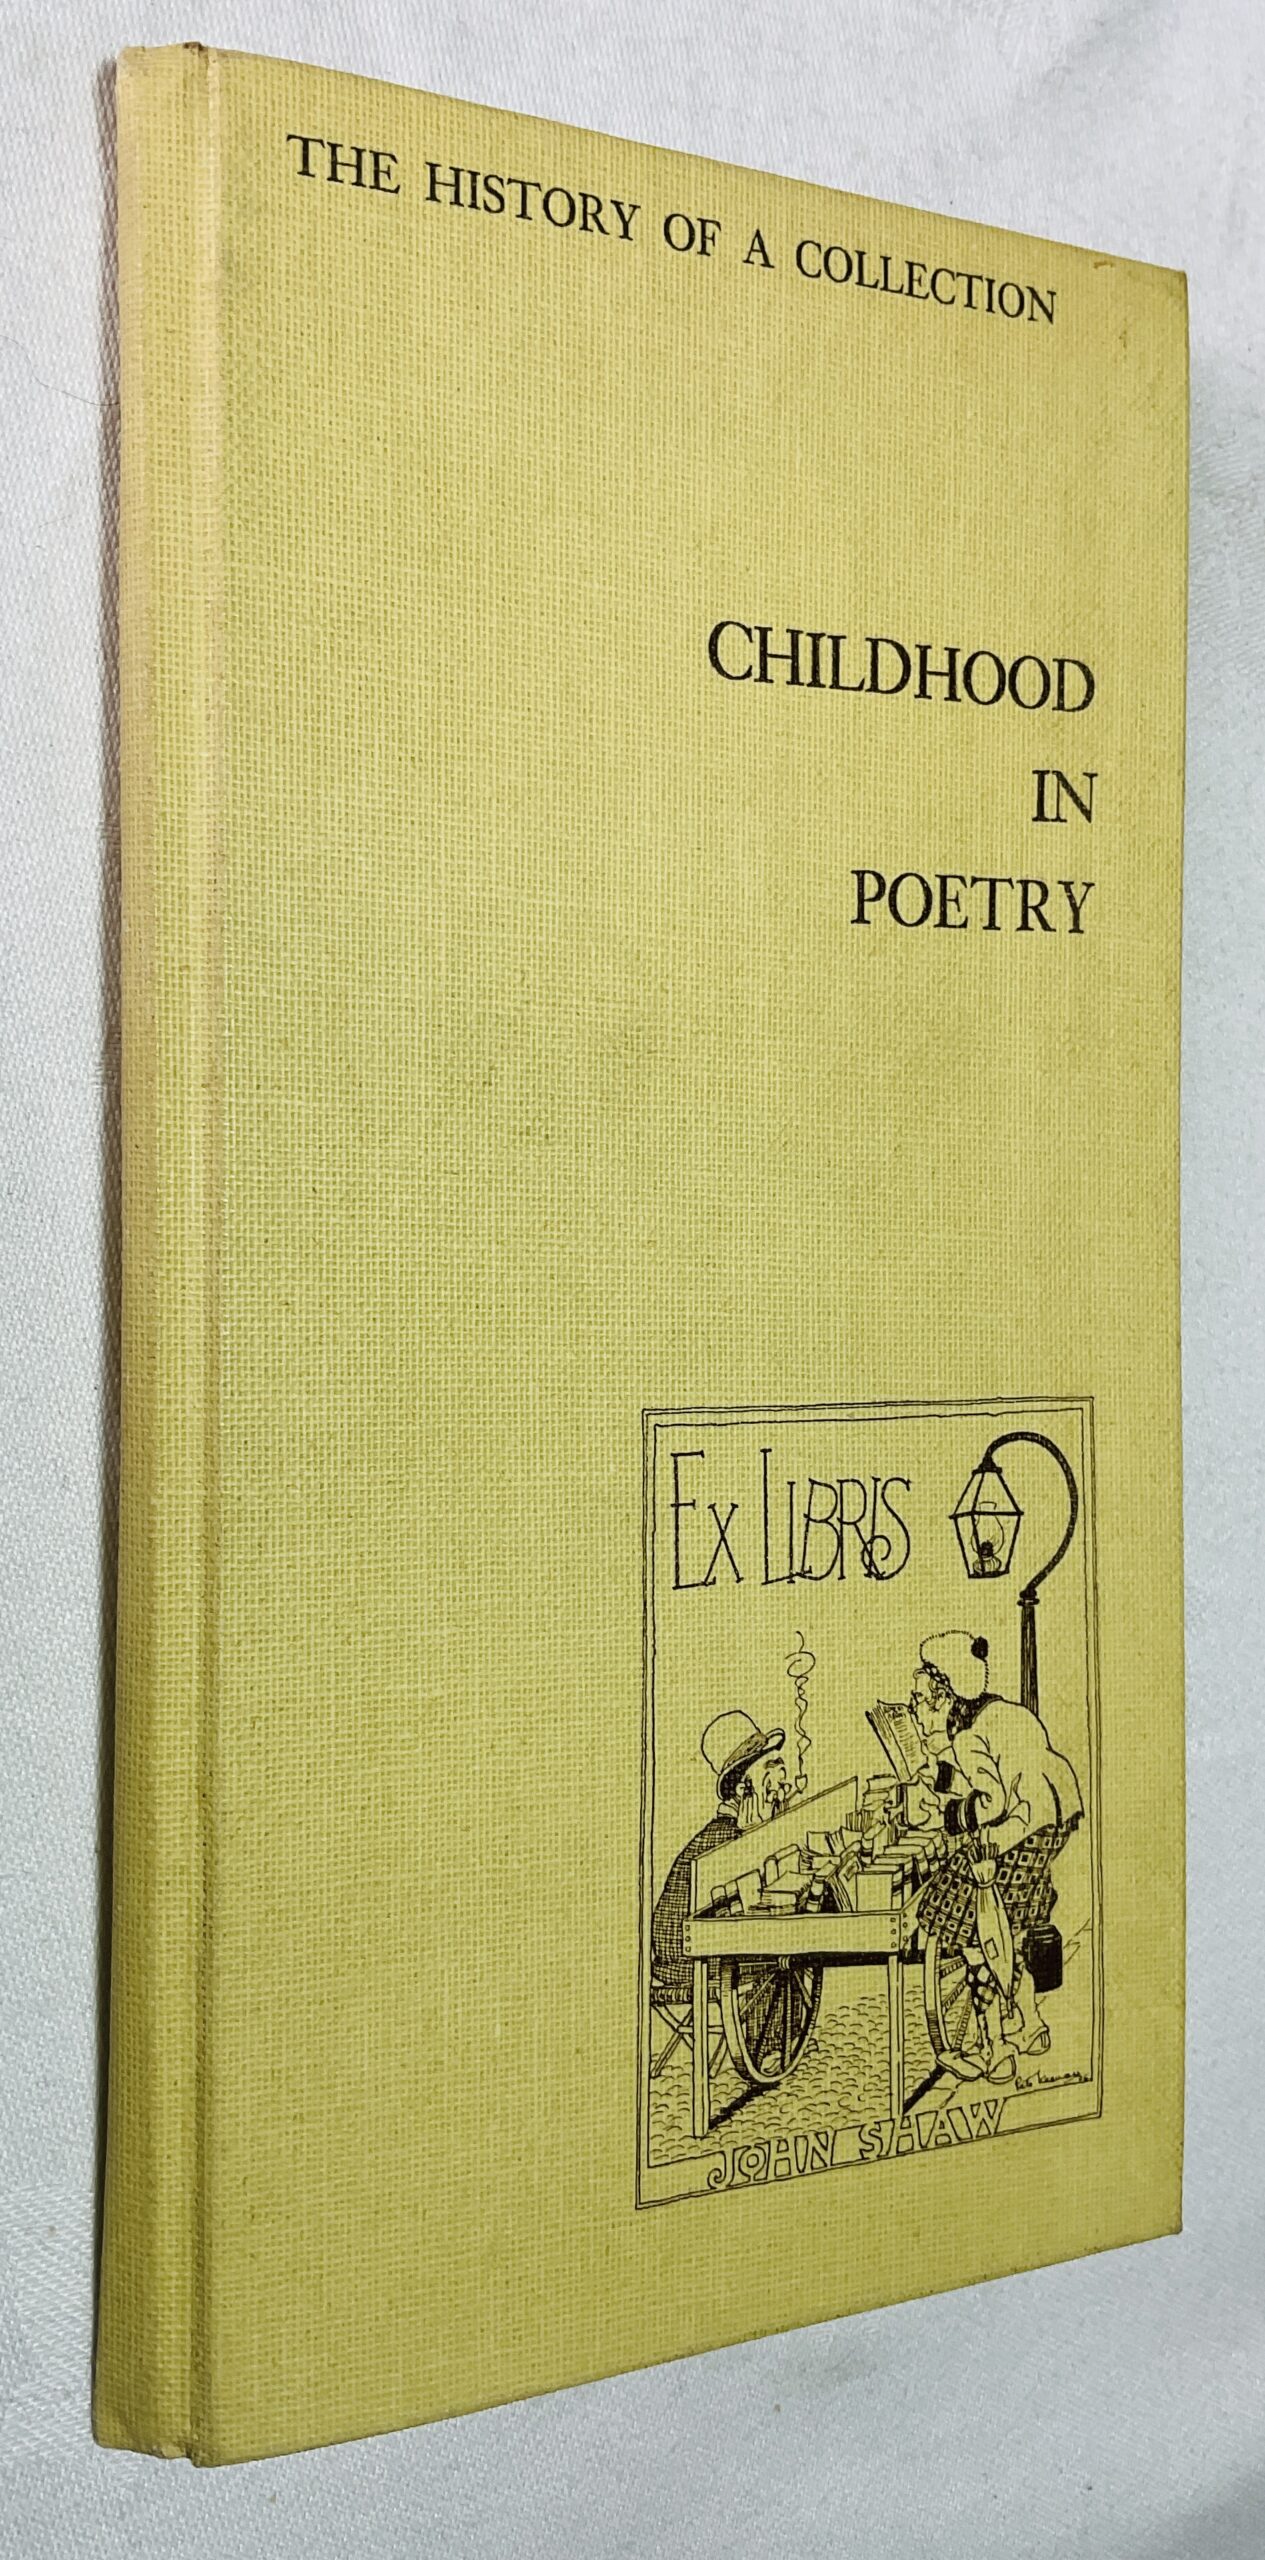 THE HISTORY OF A COLLECTION
CHILDHOOD
IN
POETRY
EX LIBRIS
JOHN SHAW